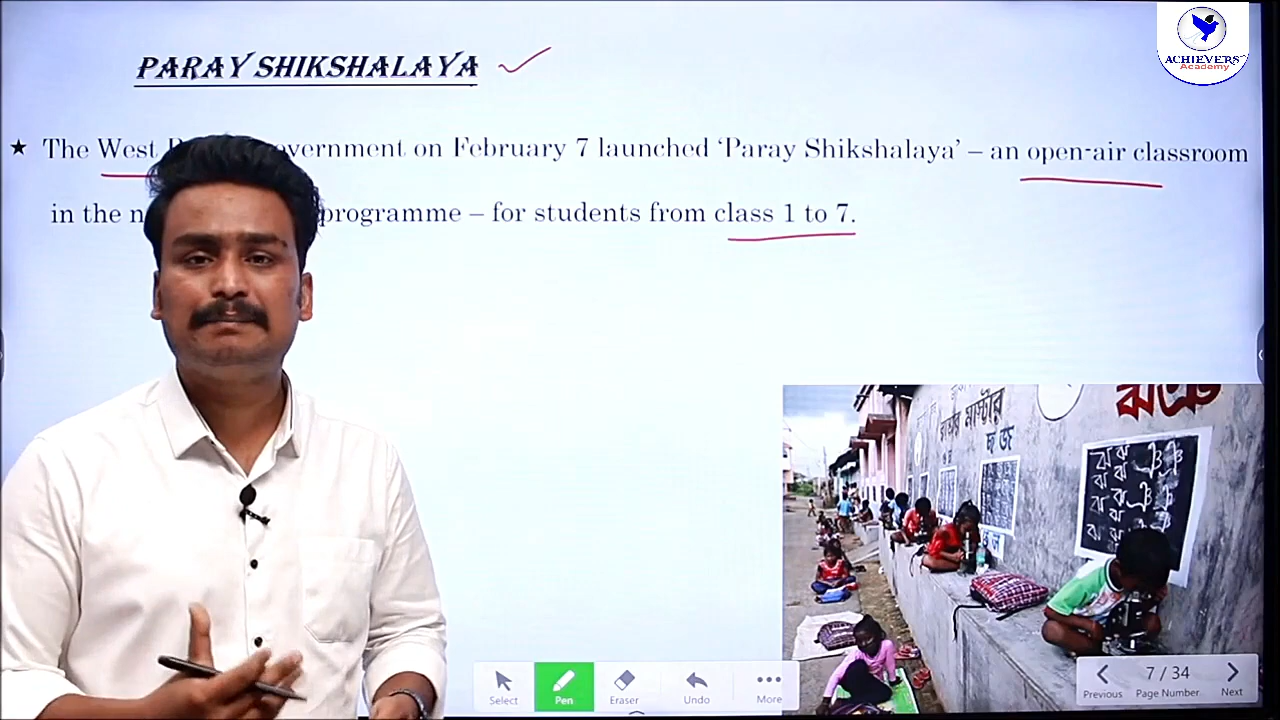 PARAY SHIKSHALAYA
ACHIEVERS
Academy
★ The West overnment on February 7 launched ‘Paray Shikshalaya’ – an open-air classroom
in the programme – for students from class 1 to 7.
মাস্টার
ছ জ
ঝ ঞ
ঝ ঝ ঞ ঞ
Select
Pen
Eraser
Undo
More
Previous
7 / 34
Page Number
Next